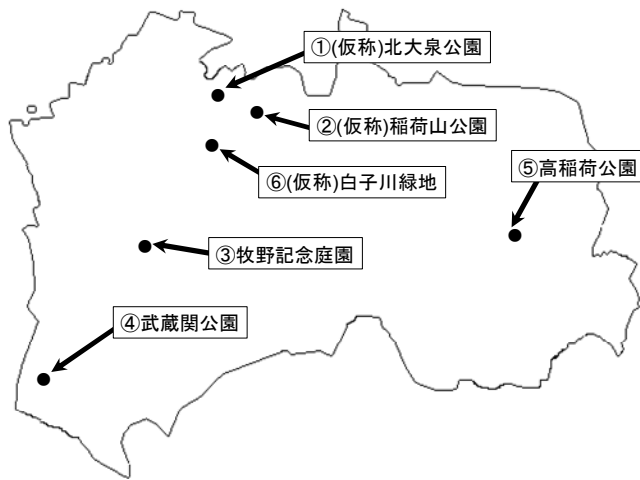 ①(仮称)北大泉公園
②(仮称)稲荷山公園
⑤高稲荷公園
⑥(仮称)白子川緑地
③牧野記念庭園
④武蔵関公園